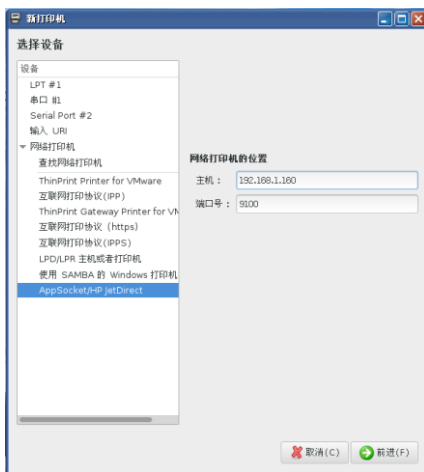 新打印机
选择设备
设备
LPT #1
串口 #1
Serial Port #2
输入 URI
网络打印机
查找网络打印机
ThinPrint Printer for VMware
互联网打印协议(IPP)
ThinPrint Gateway Printer for VM
互联网打印协议 (https)
互联网打印协议(IPPS)
LPD/LPR 主机或者打印机
使用 SAMBA 的 Windows 打印机
AppSocket/HP JetDirect
网络打印机的位置
主机: 192.168.1.160
端口号: 9100
取消(C) 前进(F)